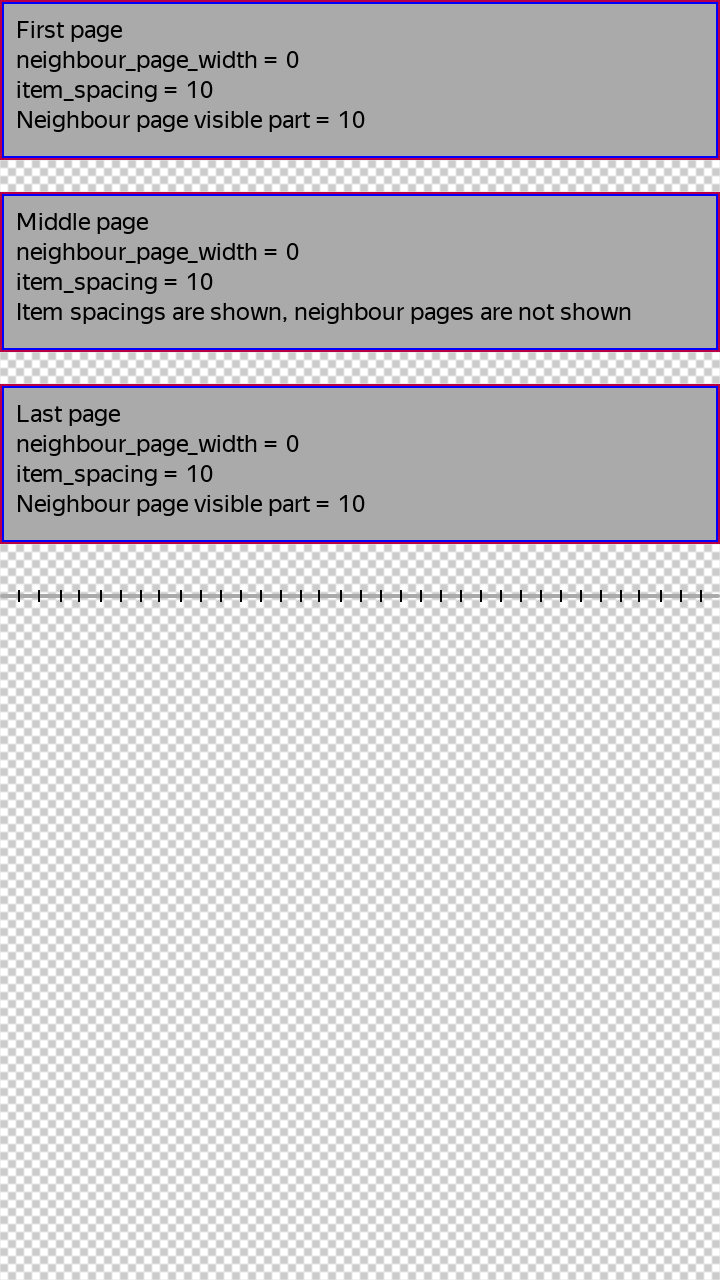 First page
neighbour_page_width = 0
item_spacing = 10
Neighbour page visible part = 10
Middle page
neighbour_page_width = 0
item_spacing = 10
Item spacings are shown, neighbour pages are not shown
Last page
neighbour_page_width = 0
item_spacing = 10
Neighbour page visible part = 10